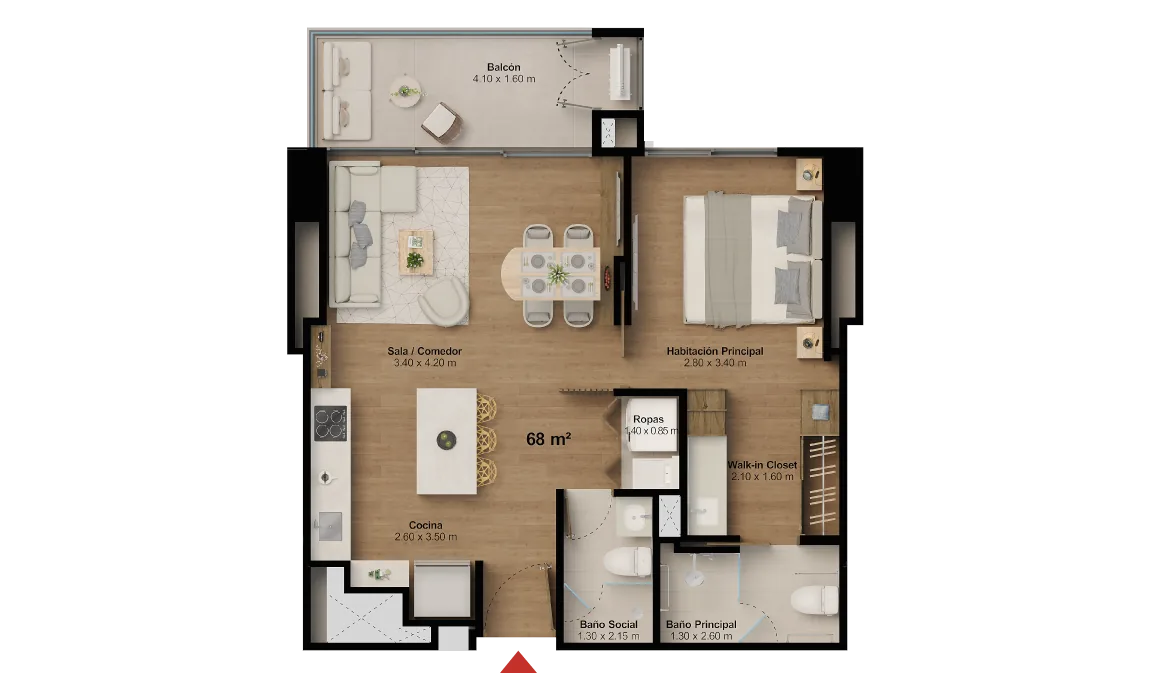 Balcón
4.10 x 1.60 m
Sala / Comedor
3.40 x 4.20 m
Habitación Principal
2.80 x 3.40 m
Ropas
1.40 x 0.85 m
68 m²
Walk-in Closet
2.10 x 1.60 m
Cocina
2.60 x 3.50 m
Baño Social
1.30 x 2.15 m
Baño Principal
1.30 x 2.60 m